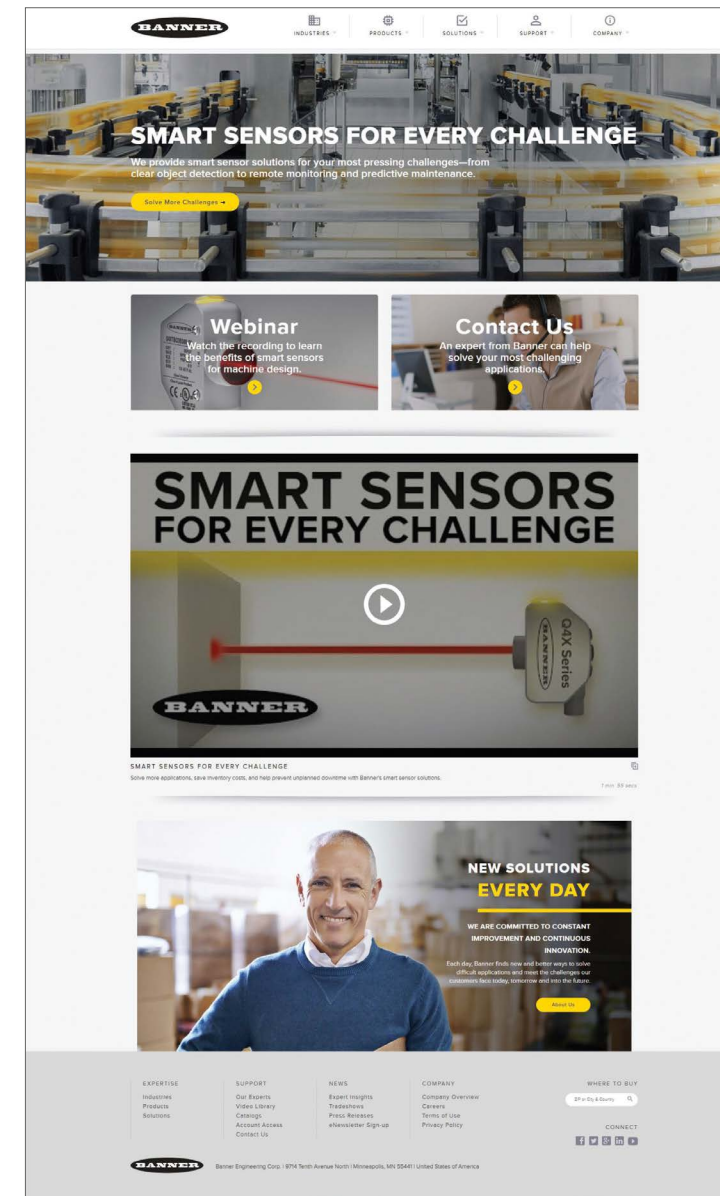 BANNER
INDUSTRIES
PRODUCTS
SOLUTIONS
SUPPORT
COMPANY
SMART SENSORS FOR EVERY CHALLENGE
We provide smart sensor solutions for your most pressing challenges—from
clear object detection to remote monitoring and predictive maintenance.
Solve More Challenges
BANNER
Webinar
Watch the recording to learn
the benefits of smart sensors
for machine design.
Contact Us
An expert from Banner can help
solve your most challenging
applications.
SMART SENSORS
FOR EVERY CHALLENGE
Q4X Series
BANNER
BANNER
SMART SENSORS FOR EVERY CHALLENGE
Solve more applications, save inventory costs, and help prevent unplanned downtime with Banner's smart sensor solutions.
NEW SOLUTIONS
EVERY DAY
WE ARE COMMITTED TO CONSTANT
IMPROVEMENT AND CONTINUOUS
INNOVATION.
Each day, Banner finds new and better ways to solve
difficult applications and meet the challenges our
customers face today, tomorrow and into the future.
About Us
EXPERTISE
Industries
Products
Solutions
SUPPORT
Our Experts
Video Library
Catalogs
Account Access
Contact Us
NEWS
Expert Insights
Tradeshows
Press Releases
eNewsletter Sign-up
COMPANY
Company Overview
Careers
Terms of Use
Privacy Policy
WHERE TO BUY
ZIP or City & Country
CONNECT
BANNER
Banner Engineering Corp. | 9714 Tenth Avenue North | Minneapolis, MN 55441 | United States of America